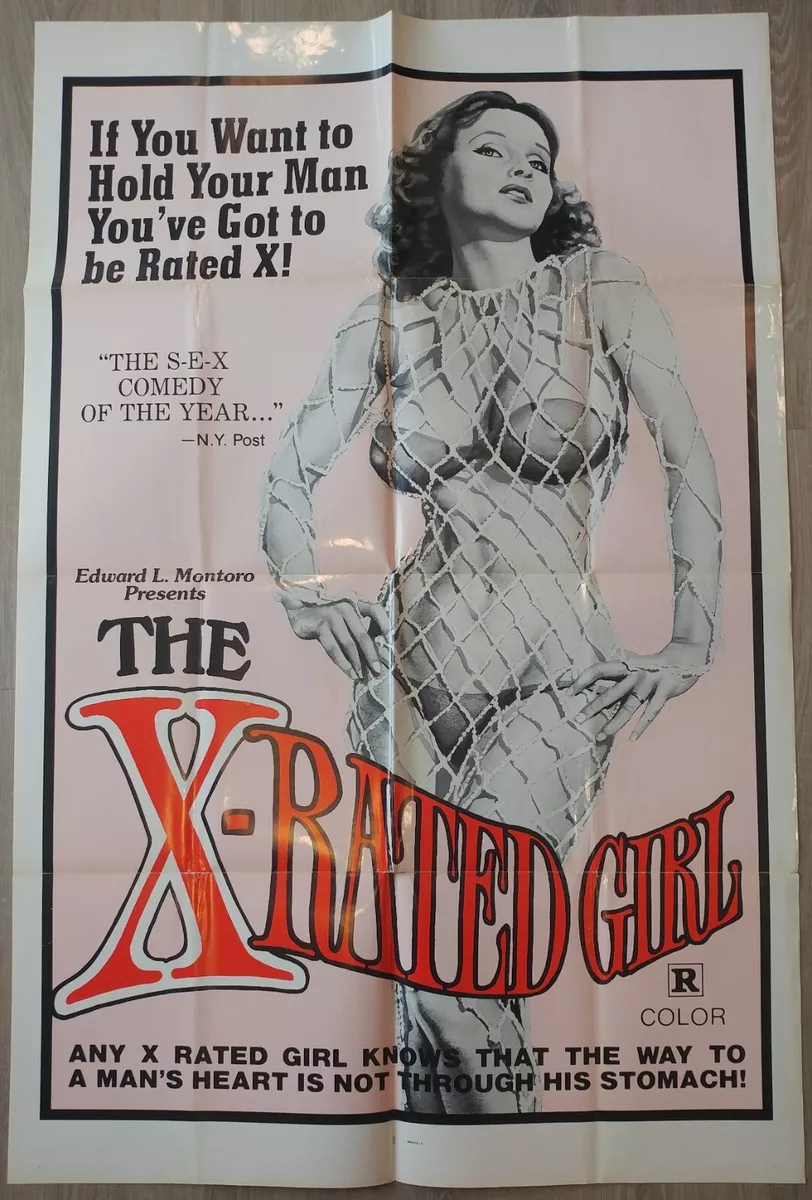 If You Want to
Hold Your Man
You've Got to
be Rated X!
“THE S-E-X
COMEDY
OF THE YEAR...”
—N.Y. Post
Edward L. Montoro
Presents
THE
X-RATED GIRL
R
COLOR
ANY X RATED GIRL KNOWS THAT THE WAY TO
A MAN'S HEART IS NOT THROUGH HIS STOMACH!